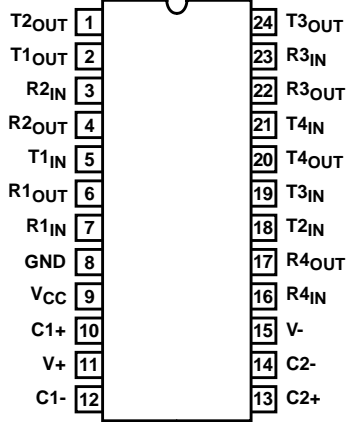 T2OUT 1 24 T3OUT
T1OUT 2 23 R3IN
R2IN 3 22 R3OUT
R2OUT 4 21 T4IN
T1IN 5 20 T4OUT
R1OUT 6 19 T3IN
R1IN 7 18 T2IN
GND 8 17 R4OUT
VCC 9 16 R4IN
C1+ 10 15 V-
V+ 11 14 C2-
C1- 12 13 C2+